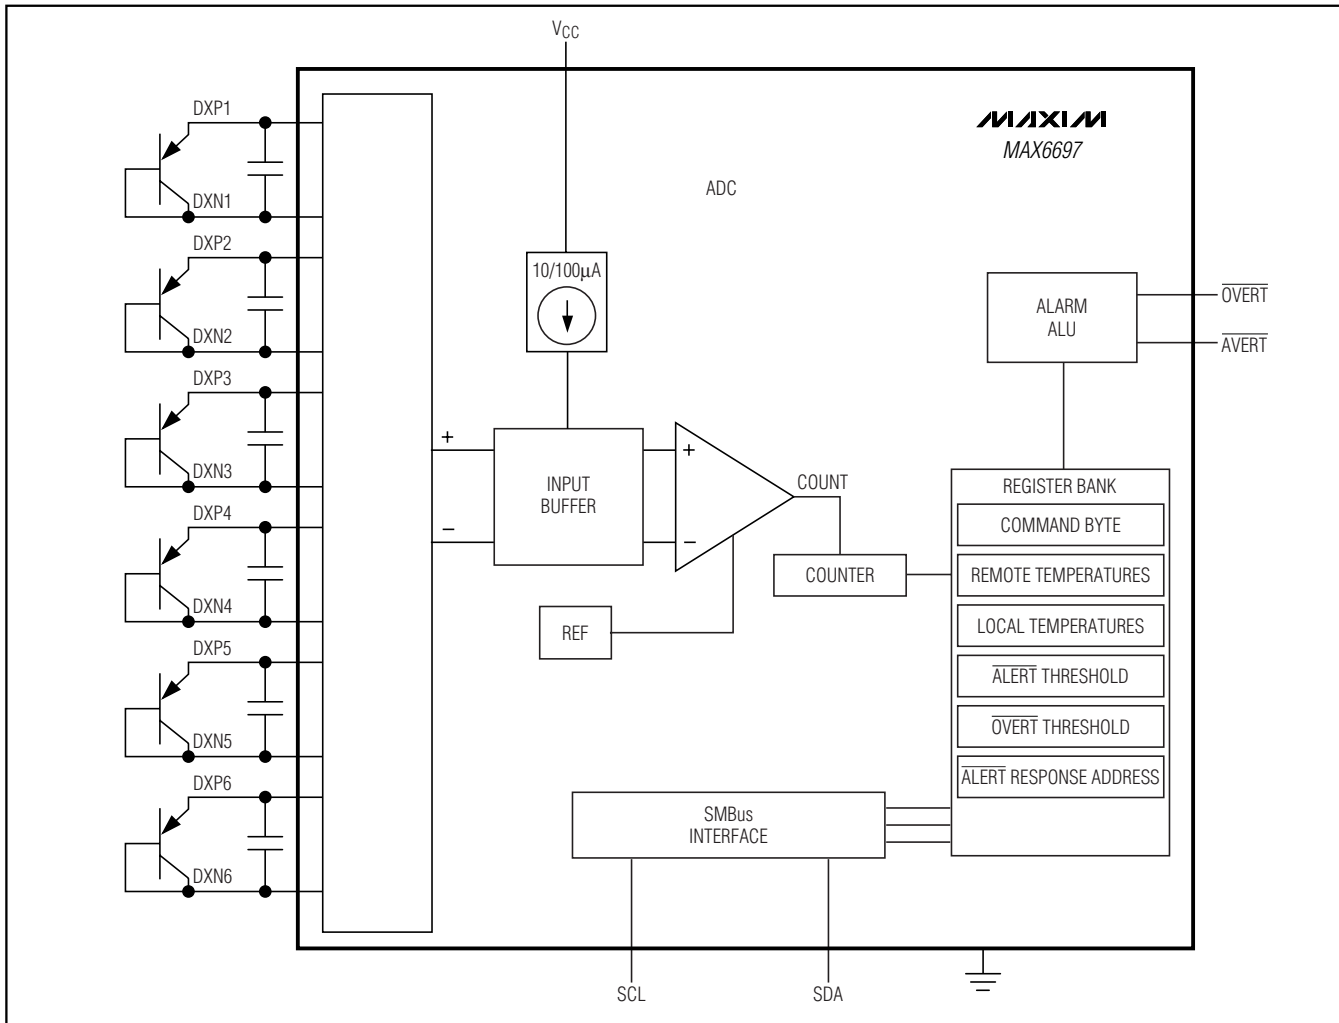 VCC
DXP1
MAXIM
MAX6697
ADC
DXN1
DXP2
10/100μA
DXN2
ALARM
ALU
OVERT
AVERT
DXP3
+
+
INPUT
BUFFER
COUNT
REGISTER BANK
COMMAND BYTE
DXN3
DXP4
−
−
COUNTER
REMOTE TEMPERATURES
DXN4
REF
LOCAL TEMPERATURES
DXP5
ALERT THRESHOLD
DXN5
OVERT THRESHOLD
DXP6
ALERT RESPONSE ADDRESS
SMBus
INTERFACE
DXN6
SCL
SDA